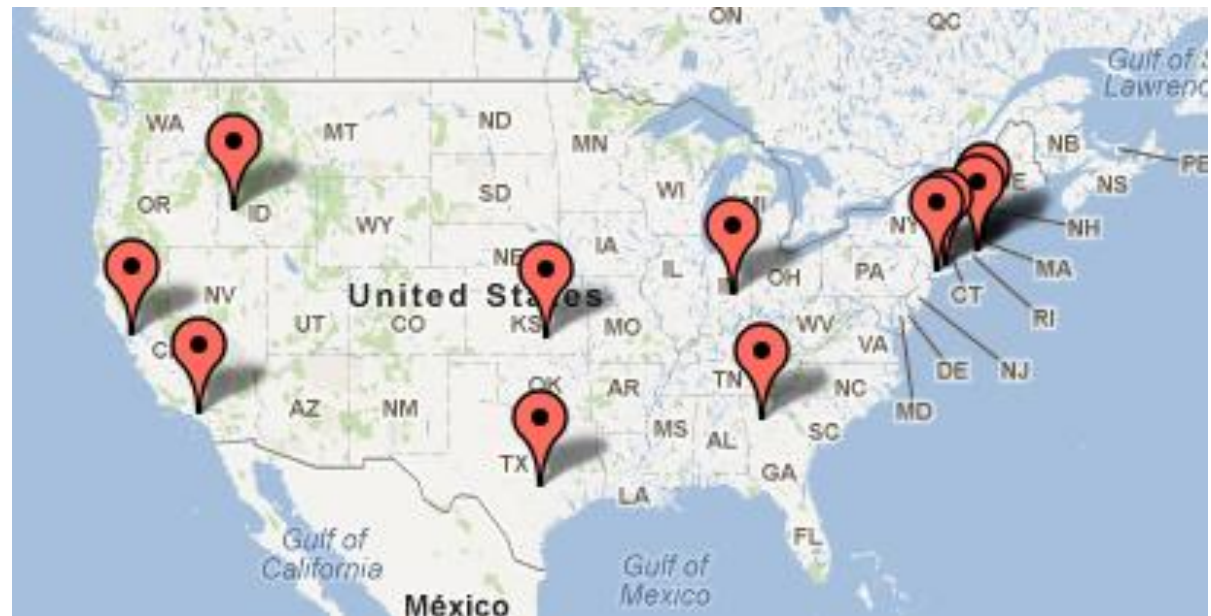 ON
QC
Gulf of S
Lawrenc
WA
MT
ND
MN
NB
PE
OR
ID
SD
WI
MI
NY
E
NS
NH
WY
IA
NE
IL
OH
PA
MA
NV
United States
CT
RI
UT
CO
KS
MO
WV
VA
DE
NJ
C
AZ
NM
OK
AR
TN
NC
MD
MS
AL
SC
TX
GA
LA
FL
Gulf of
California
Gulf of
Mexico
México